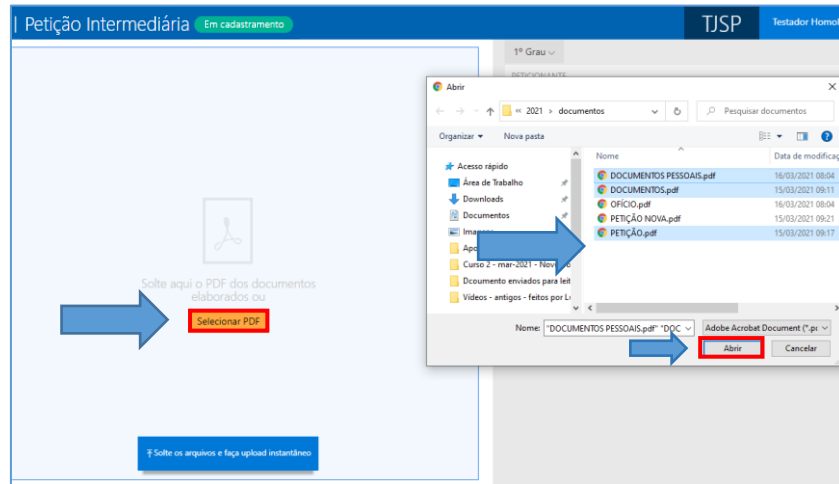 | Petição Intermediária Em cadastramento
TJSP
Testador Homol
1º Grau
PETICIONANTE
Solte aqui o PDF dos documentos
elaborados ou
Selecionar PDF
Solte os arquivos e faça upload instantâneo
Abrir
« 2021 > documentos
Pesquisar documentos
Organizar
Nova pasta
Acesso rápido
Área de Trabalho
Downloads
Documentos
Curso 2 - mar-2021 -
Dcoumento enviados para leit
Vídeos - antigos - feitos por
Nome
Data de modificaç
DOCUMENTOS PESSOAIS.pdf 16/03/2021 08:04
DOCUMENTOS.pdf 15/03/2021 09:11
OFÍCIO.pdf 16/03/2021 08:04
PETIÇÃO NOVA.pdf 15/03/2021 09:21
PETIÇÃO.pdf 15/03/2021 09:17
Nome: "DOCUMENTOS PESSOAIS.pdf" "DOC
Adobe Acrobat Document (*.p
Abrir
Cancelar